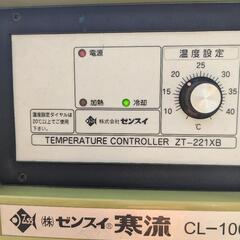 電源
温度設定
25
20
30
15
35
10
40
℃
加熱
冷却
温度設定ダイヤルは
20℃以上でご使用
下さい
株式会社ゼンスイ
TEMPERATURE CONTROLLER ZT-221XB
ZSS ㈱ゼンスイ® 寒流 CL-100